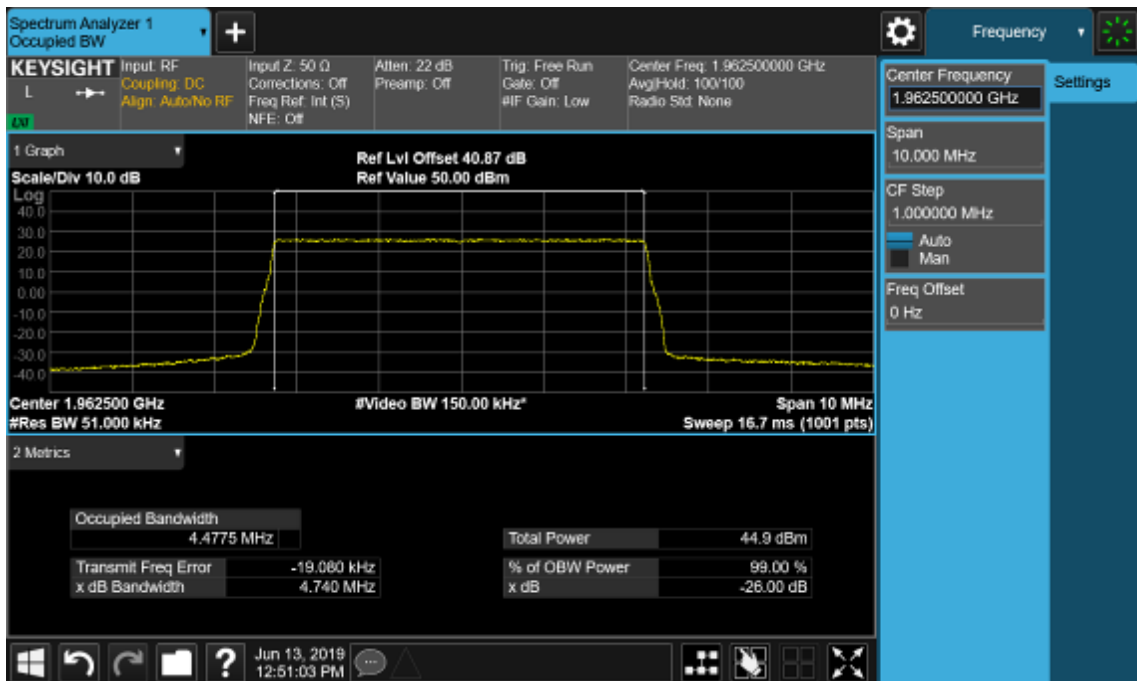 Spectrum Analyzer 1
Occupied BW
Frequency
KEYSIGHT
L
LXI
Input: RF
Coupling: DC
Align: Auto/No RF
Input Z: 50 Ω
Corrections: Off
Freq Ref: Int (S)
NFE: Off
Atten: 22 dB
Preamp: Off
Trig: Free Run
Gate: Off
#IF Gain: Low
Center Freq: 1.962500000 GHz
Avg|Hold: 100/100
Radio Std: None
Center Frequency
1.962500000 GHz
Settings
Span
10.000 MHz
CF Step
1.000000 MHz
Auto
Man
Freq Offset
0 Hz
1 Graph
Scale/Div 10.0 dB
Ref Lvl Offset 40.87 dB
Ref Value 50.00 dBm
Log
40.0
30.0
20.0
10.0
0.00
-10.0
-20.0
-30.0
-40.0
Center 1.962500 GHz
#Video BW 150.00 kHz*
Span 10 MHz
#Res BW 51.000 kHz
Sweep 16.7 ms (1001 pts)
2 Metrics
Occupied Bandwidth
4.4775 MHz
Total Power 44.9 dBm
Transmit Freq Error -19.080 kHz
% of OBW Power 99.00 %
x dB Bandwidth 4.740 MHz
x dB -26.00 dB
?
Jun 13, 2019
12:51:03 PM